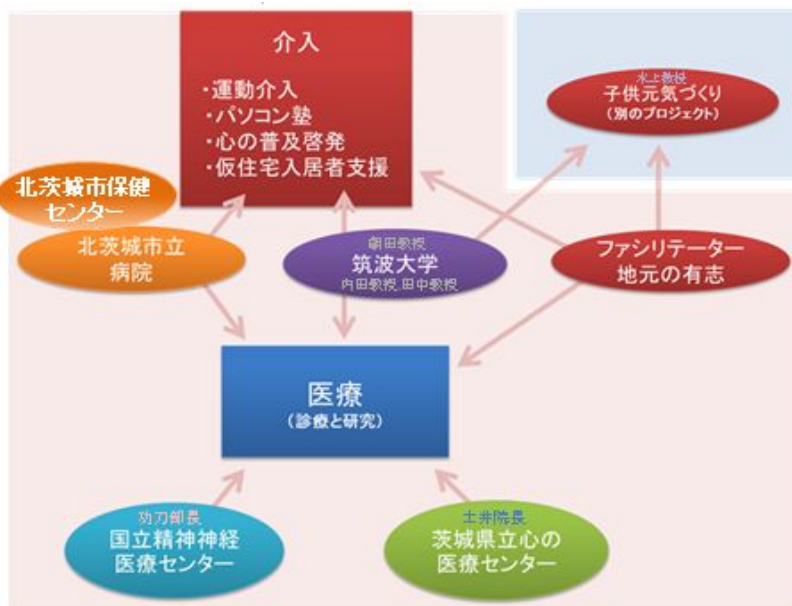 介入
・運動介入
・パソコン塾
・心の普及啓発
・仮住宅入居者支援
水上教授
子供元気づくり
(別のプロジェクト)
北茨城市保健
センター
北茨城市立
病院
朝田教授
筑波大学
内田教授,田中教授
ファシリテーター
地元の有志
医療
(診療と研究)
功刀部長
国立精神神経
医療センター
土井院長
茨城県立心の
医療センター